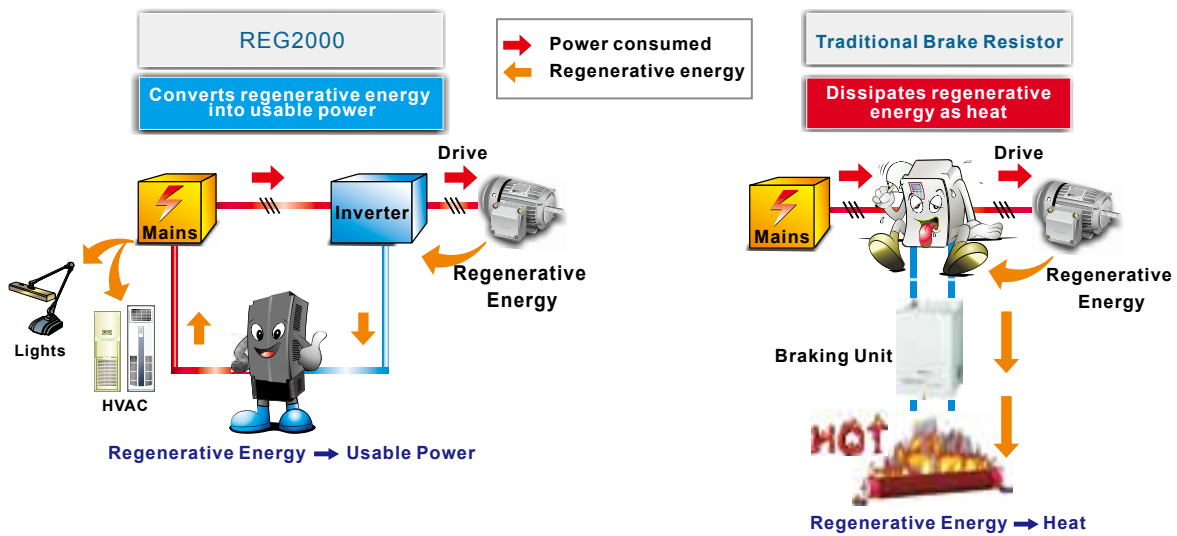 REG2000
Converts regenerative energy
into usable power
Power consumed
Regenerative energy
Traditional Brake Resistor
Dissipates regenerative
energy as heat
Drive
Mains
Inverter
Regenerative
Energy
Lights
HVAC
Regenerative Energy → Usable Power
Drive
Mains
Regenerative
Energy
Braking Unit
HOT
Regenerative Energy → Heat